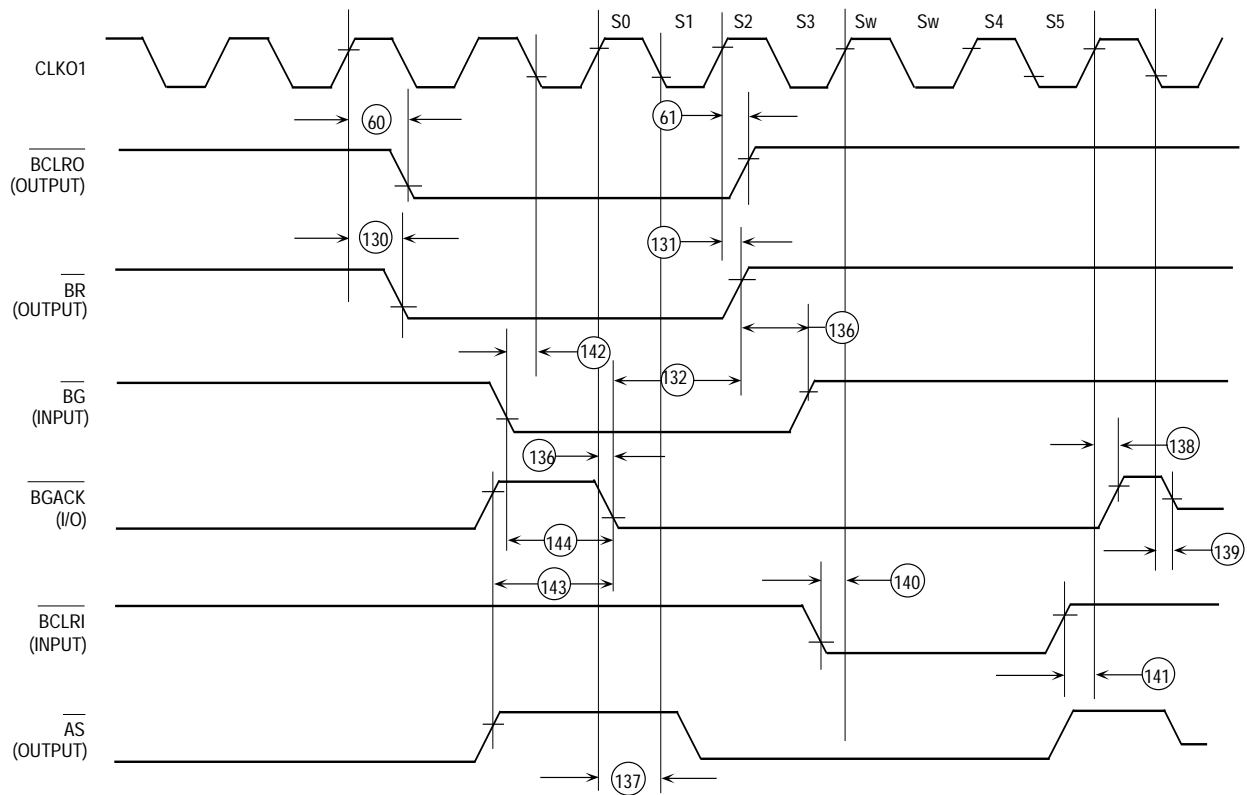 S0 S1 S2 S3 Sw Sw S4 S5
CLKO1
60
61
BCLRO
(OUTPUT)
130
131
BR
(OUTPUT)
136
142
132
BG
(INPUT)
138
136
BGACK
(I/O)
144
139
143
140
BCLRI
(INPUT)
141
AS
(OUTPUT)
137